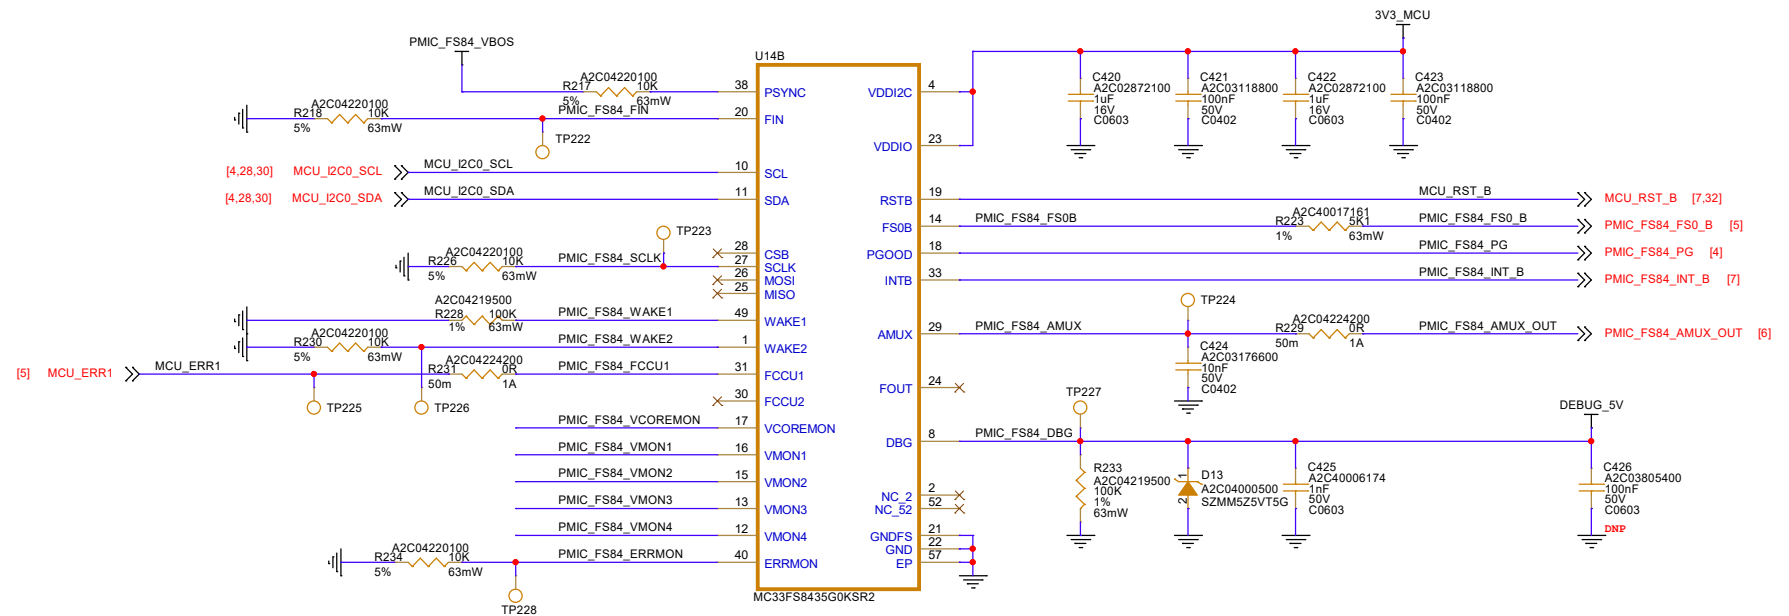 3V3_MCU
PMIC_FS84_VBOS
U14B
A2C04220100
R217 10K
5% 63mW
38 PSYNC
A2C04220100
R218 10K
5% 63mW
PMIC_FS84_FIN
20 FIN
TP222
[4,28,30] MCU_I2C0_SCL MCU_I2C0_SCL 10 SCL
[4,28,30] MCU_I2C0_SDA MCU_I2C0_SDA 11 SDA
TP223
28 CSB
A2C04220100
R226 10K
5% 63mW
PMIC_FS84_SCLK 27 SCLK
26 MOSI
25 MISO
A2C04219500
R228 100K
1% 63mW
PMIC_FS84_WAKE1 49 WAKE1
A2C04220100
R230 10K
5% 63mW
PMIC_FS84_WAKE2 1 WAKE2
[5] MCU_ERR1 MCU_ERR1
A2C04224200
R231 0R
50m 1A
PMIC_FS84_FCCU1 31 FCCU1
TP225 TP226
30 FCCU2
PMIC_FS84_VCOREMON 17 VCOREMON
PMIC_FS84_VMON1 16 VMON1
PMIC_FS84_VMON2 15 VMON2
PMIC_FS84_VMON3 13 VMON3
PMIC_FS84_VMON4 12 VMON4
A2C04220100
R234 10K
5% 63mW
PMIC_FS84_ERRMON 40 ERRMON
TP228
MC33FS8435G0KSR2
VDDI2C 4
C420
A2C02872100
1uF
16V
C0603
C421
A2C03118800
100nF
50V
C0402
C422
A2C02872100
1uF
16V
C0603
C423
A2C03118800
100nF
50V
C0402
VDDIO 23
RSTB 19 MCU_RST_B MCU_RST_B [7,32]
FS0B 14 PMIC_FS84_FS0B
A2C40017161
R223 5K1
1% 63mW
PMIC_FS84_FS0_B PMIC_FS84_FS0_B [5]
PGOOD 18 PMIC_FS84_PG PMIC_FS84_PG [4]
INTB 33 PMIC_FS84_INT_B PMIC_FS84_INT_B [7]
TP224
AMUX 29 PMIC_FS84_AMUX
A2C04224200
R229 0R
50m 1A
PMIC_FS84_AMUX_OUT PMIC_FS84_AMUX_OUT [6]
C424
A2C03176600
10nF
50V
C0402
FOUT 24
TP227
DEBUG_5V
DBG 8 PMIC_FS84_DBG
R233
A2C04219500
100K
1%
63mW
1
2
D13
A2C04000500
SZMM5Z5VT5G
C425
A2C40006174
1nF
50V
C0603
C426
A2C03805400
100nF
50V
C0603
DNP
NC_2 2
NC_52 52
GNDFS 21
GND 22
EP 57